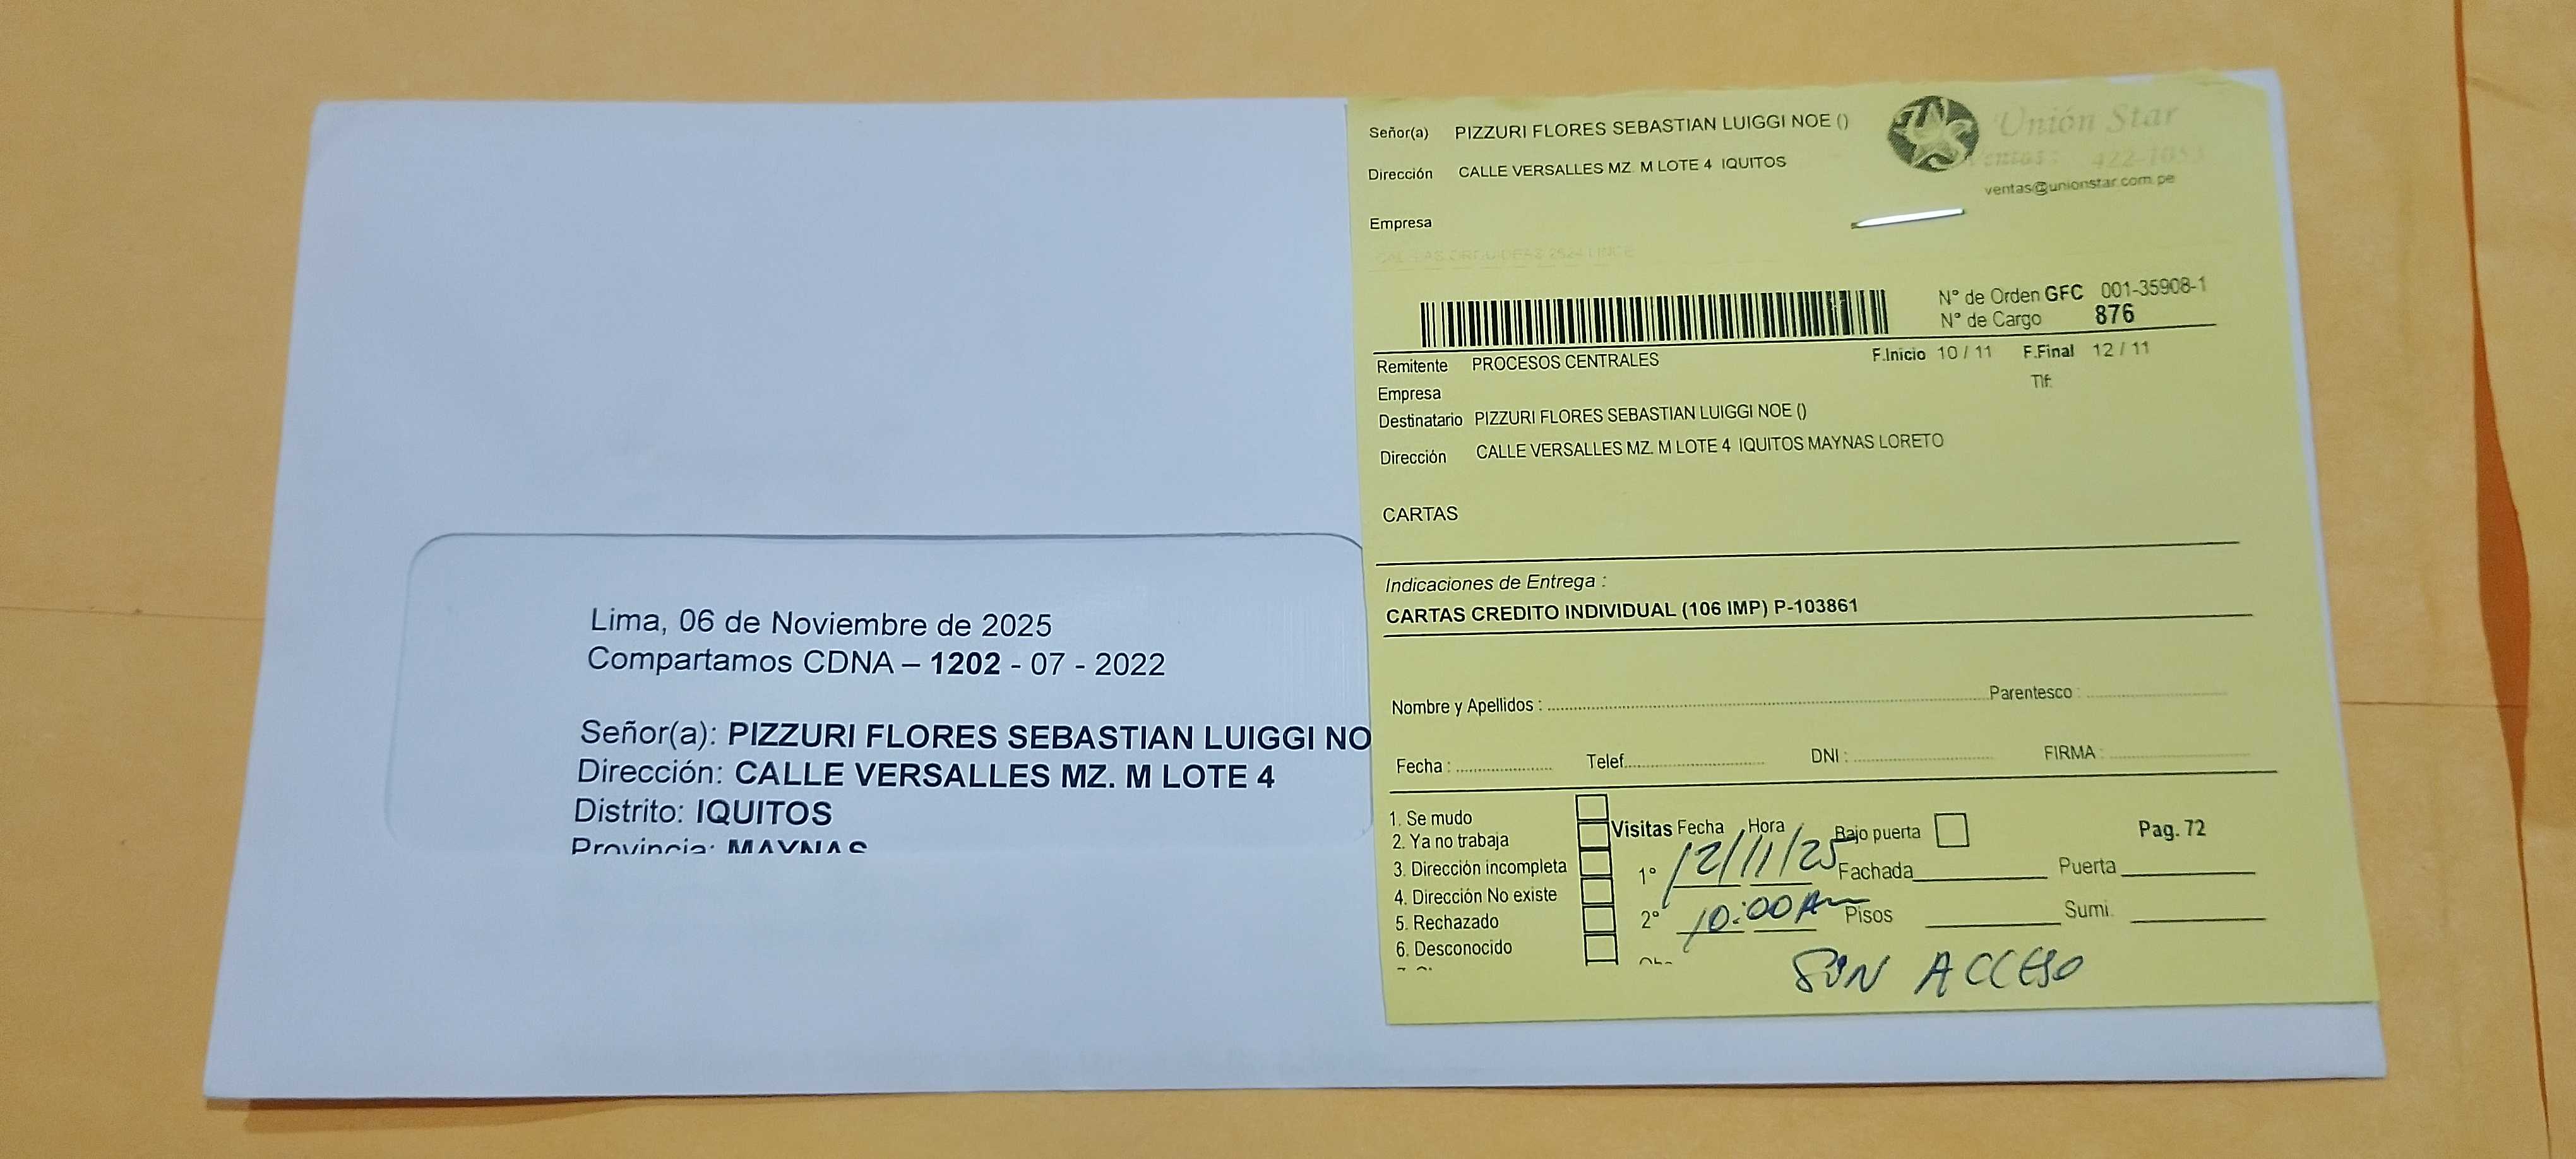 Lima, 06 de Noviembre de 2025
Compartamos CDNA – 1202 - 07 - 2022
Señor(a): PIZZURI FLORES SEBASTIAN LUIGGI NO
Dirección: CALLE VERSALLES MZ. M LOTE 4
Distrito: IQUITOS
Provincia: MAYNAS
Señor(a) PIZZURI FLORES SEBASTIAN LUIGGI NOE ()
Unión Star
Dirección CALLE VERSALLES MZ. M LOTE 4 IQUITOS
ventas@unionstar.com.pe
Empresa
N° de Orden GFC 001-35908-1
N° de Cargo 876
Remitente PROCESOS CENTRALES F.Inicio 10 / 11 F.Final 12 / 11
Empresa Tlf:
Destinatario PIZZURI FLORES SEBASTIAN LUIGGI NOE ()
Dirección CALLE VERSALLES MZ. M LOTE 4 IQUITOS MAYNAS LORETO
CARTAS
Indicaciones de Entrega :
CARTAS CREDITO INDIVIDUAL (106 IMP) P-103861
Nombre y Apellidos : Parentesco :
Fecha : Telef. DNI : FIRMA :
1. Se mudo
2. Ya no trabaja
3. Dirección incompleta
4. Dirección No existe
5. Rechazado
6. Desconocido
Visitas Fecha Hora Bajo puerta Pag. 72
1° 12/11/25 Fachada Puerta
2° 10:00 Am Pisos Sumi.
SIN ACCESO